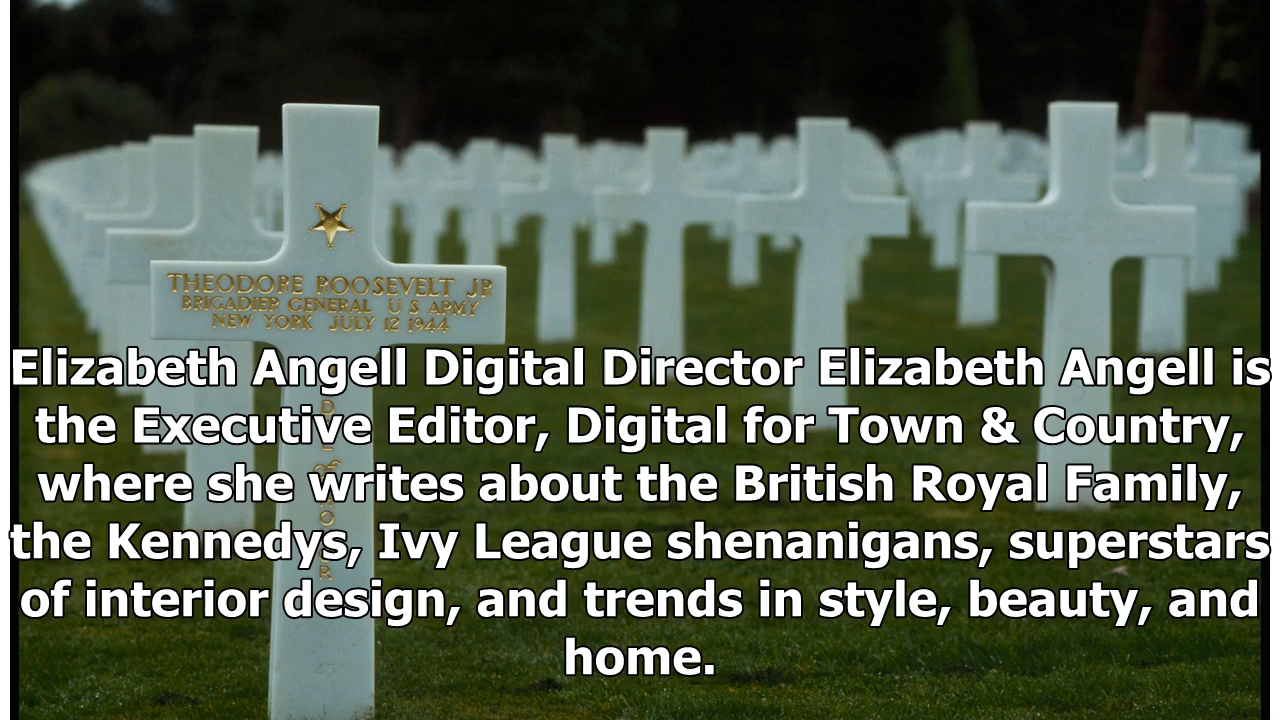 THEODORE ROOSEVELT JR
BRIGADIER GENERAL U S ARMY
NEW YORK JULY 12 1944
Elizabeth Angell Digital Director Elizabeth Angell is
the Executive Editor, Digital for Town & Country,
where she writes about the British Royal Family,
the Kennedys, Ivy League shenanigans, superstars
of interior design, and trends in style, beauty, and
home.